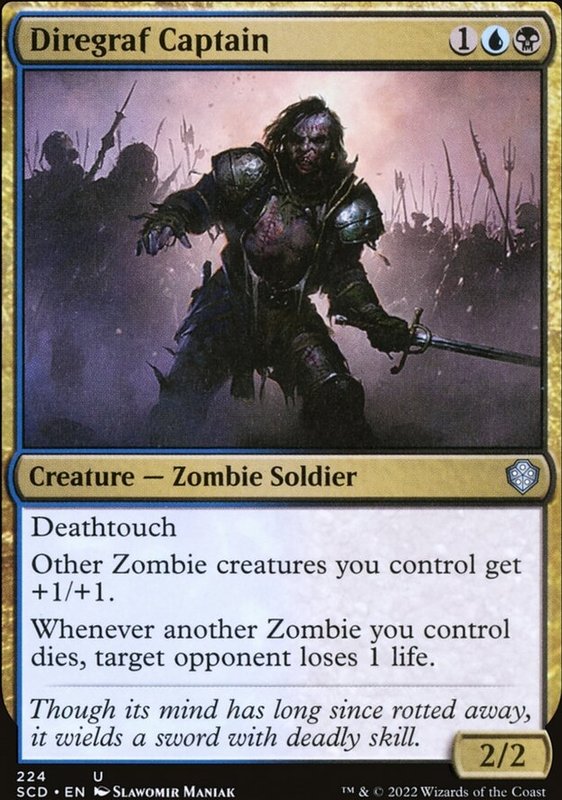 Diregraf Captain
1
Creature — Zombie Soldier
Deathtouch
Other Zombie creatures you control get
+1/+1.
Whenever another Zombie you control
dies, target opponent loses 1 life.
Though its mind has long since rotted away,
it wields a sword with deadly skill.
2/2
224 U
SCD • EN Slawomir Maniak
™ & © 2022 Wizards of the Coast